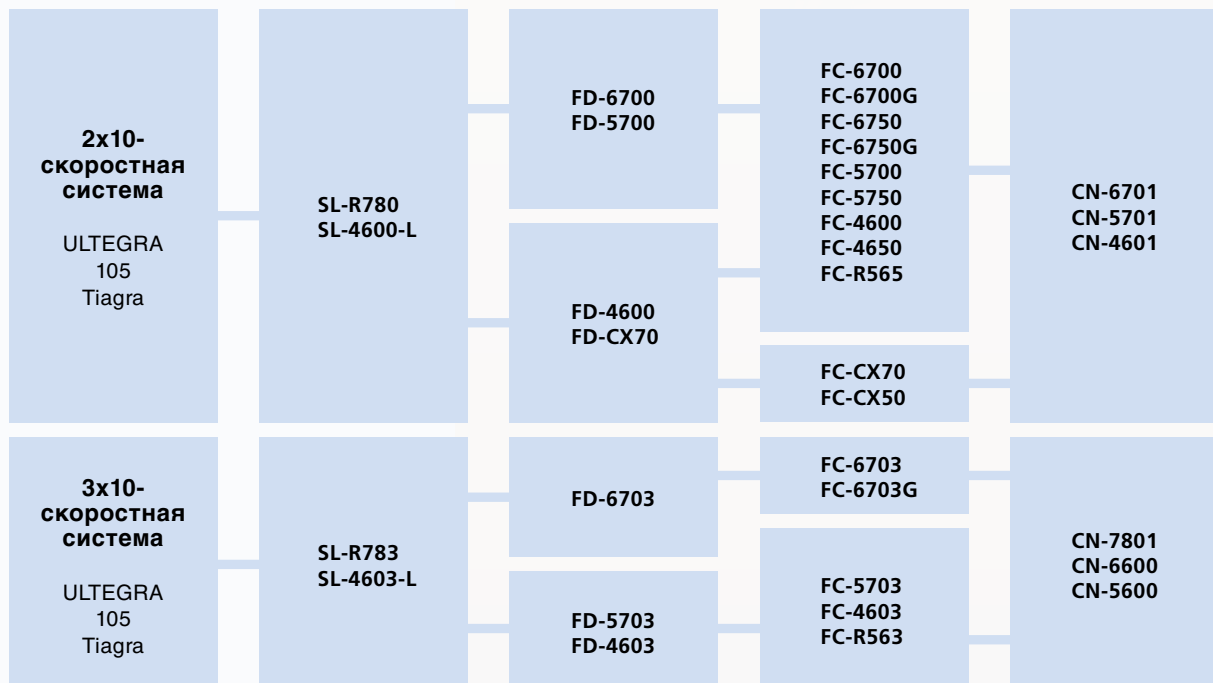 2x10-
скоростная
система
ULTEGRA
105
Tiagra
SL-R780
SL-4600-L
FD-6700
FD-5700
FD-4600
FD-CX70
FC-6700
FC-6700G
FC-6750
FC-6750G
FC-5700
FC-5750
FC-4600
FC-4650
FC-R565
FC-CX70
FC-CX50
CN-6701
CN-5701
CN-4601
3x10-
скоростная
система
ULTEGRA
105
Tiagra
SL-R783
SL-4603-L
FD-6703
FD-5703
FD-4603
FC-6703
FC-6703G
FC-5703
FC-4603
FC-R563
CN-7801
CN-6600
CN-5600